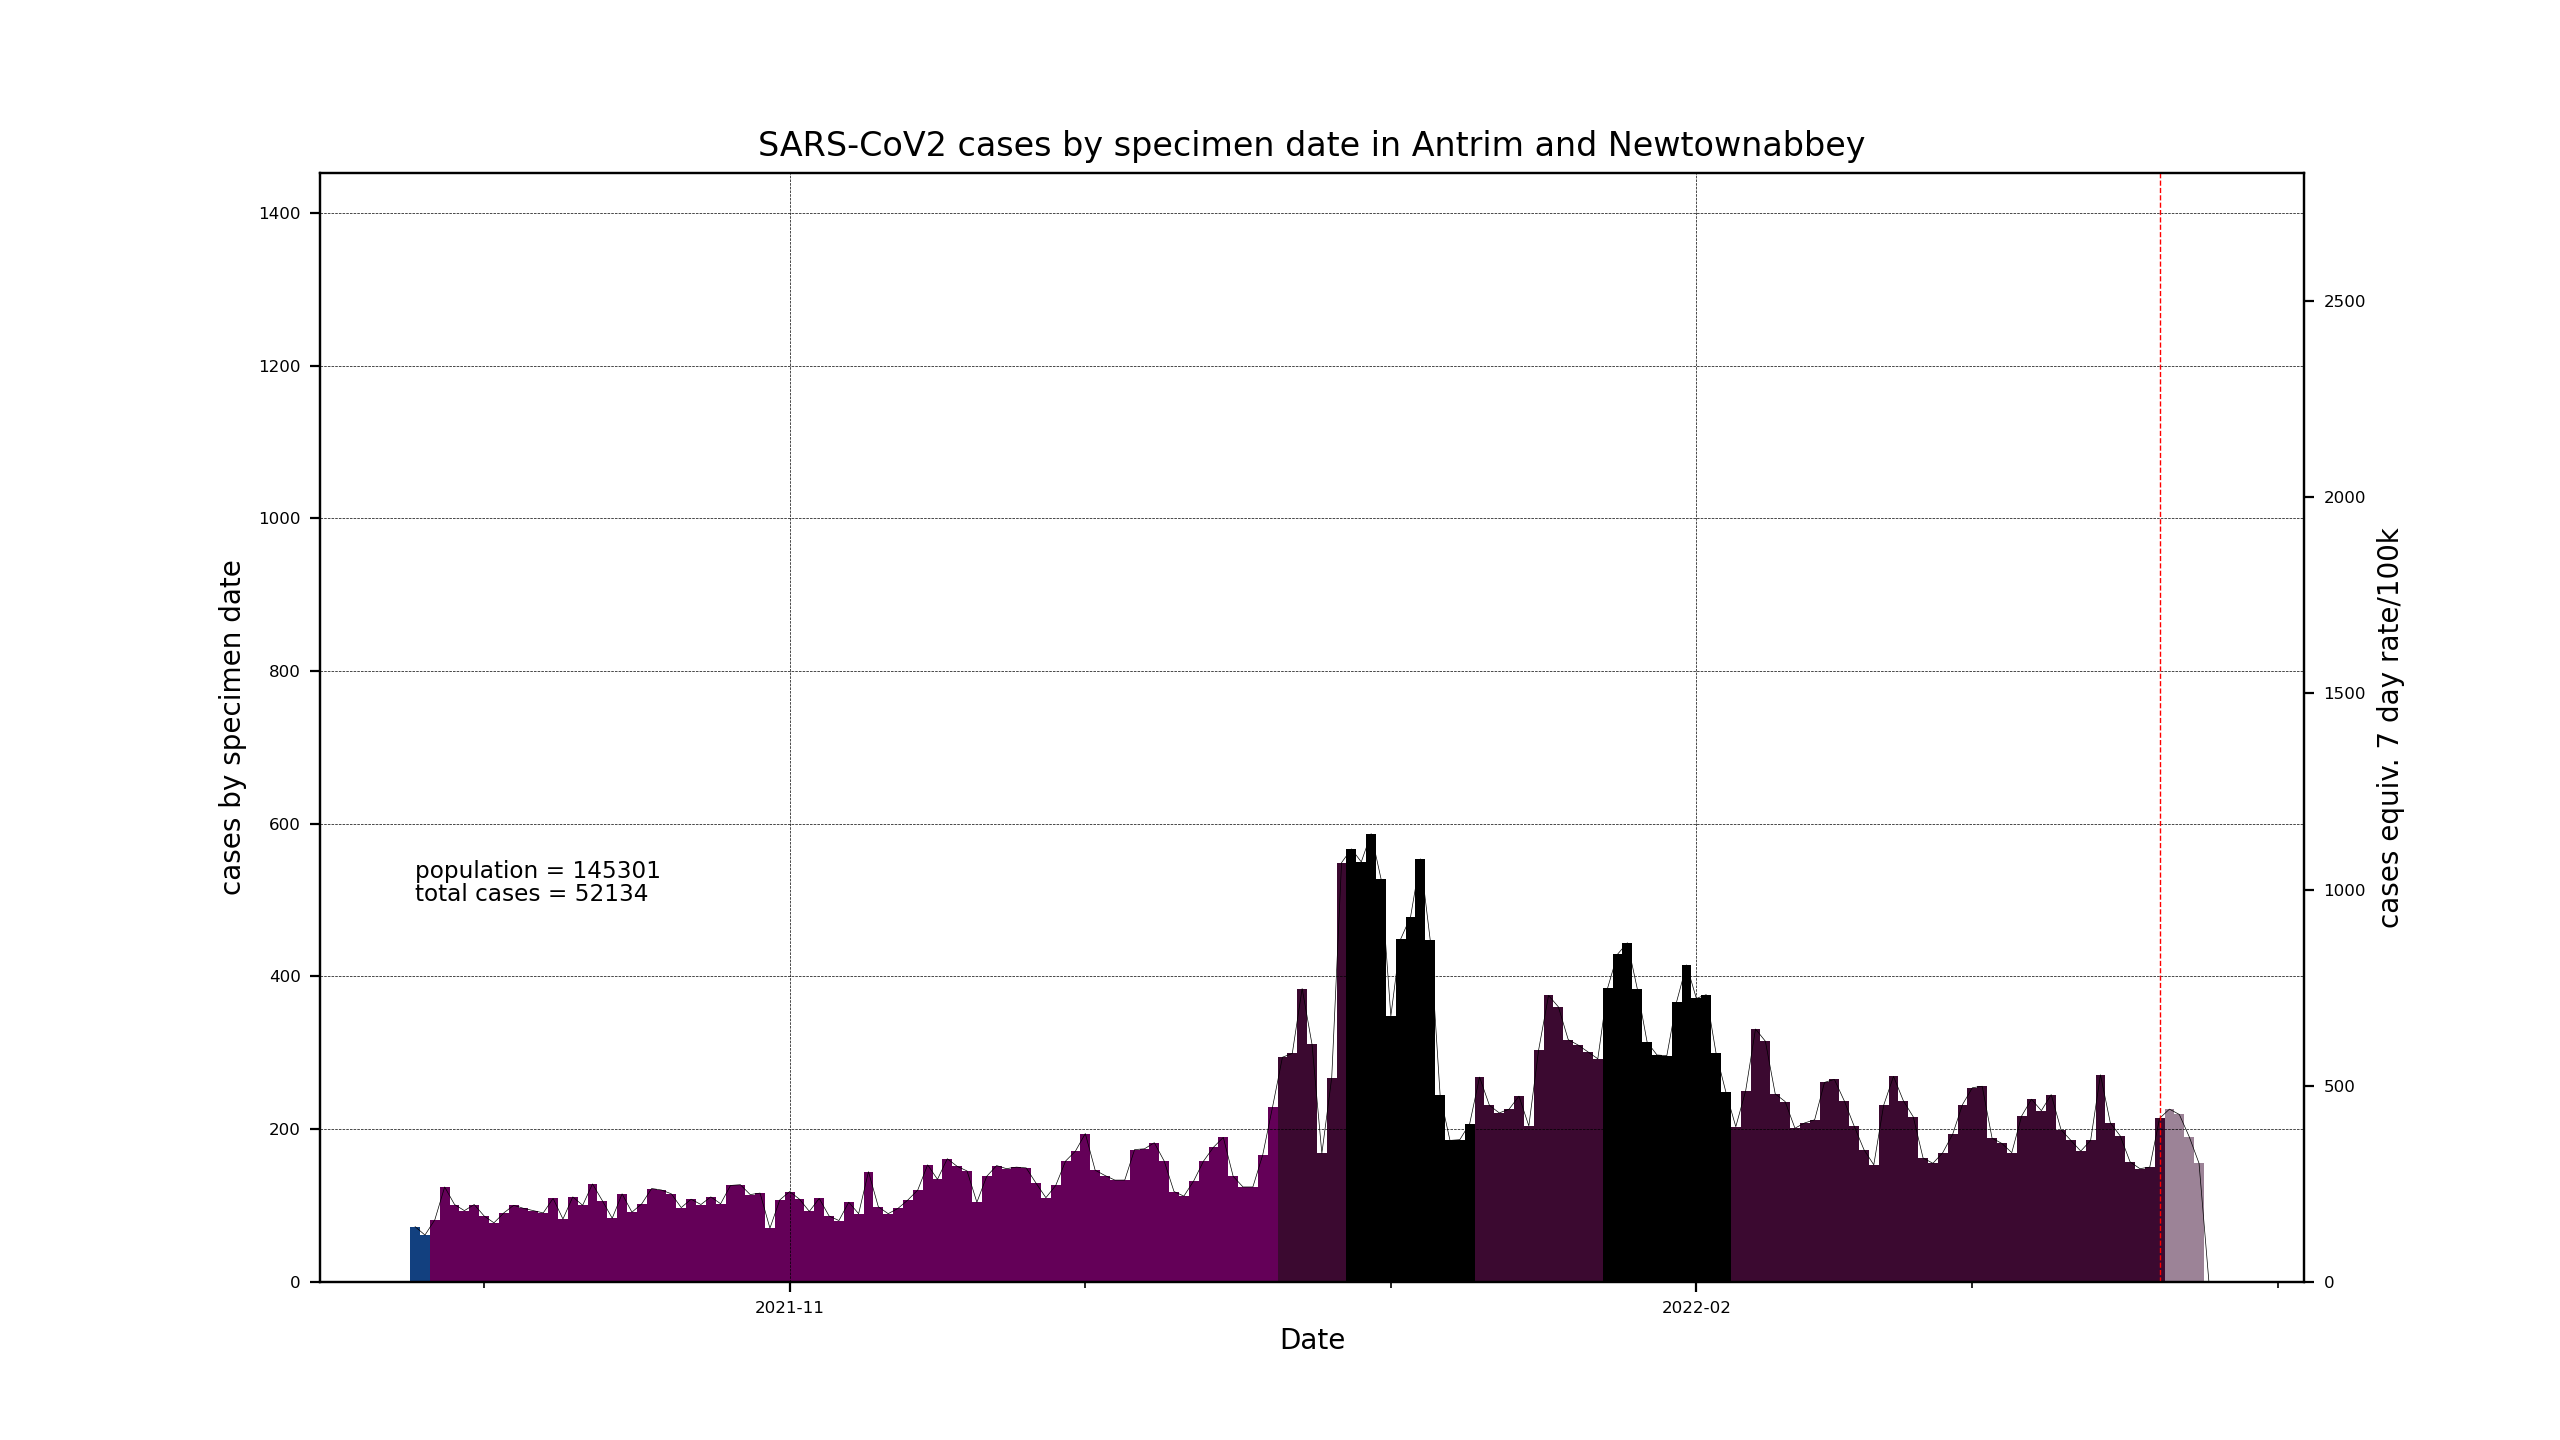 SARS-CoV2 cases by specimen date in Antrim and Newtownabbey
cases by specimen date
1400
1200
1000
800
600
400
200
0
population = 145301
total cases = 52134
2500
2000
1500
1000
500
0
cases equiv. 7 day rate/100k
2021-11
2022-02
Date